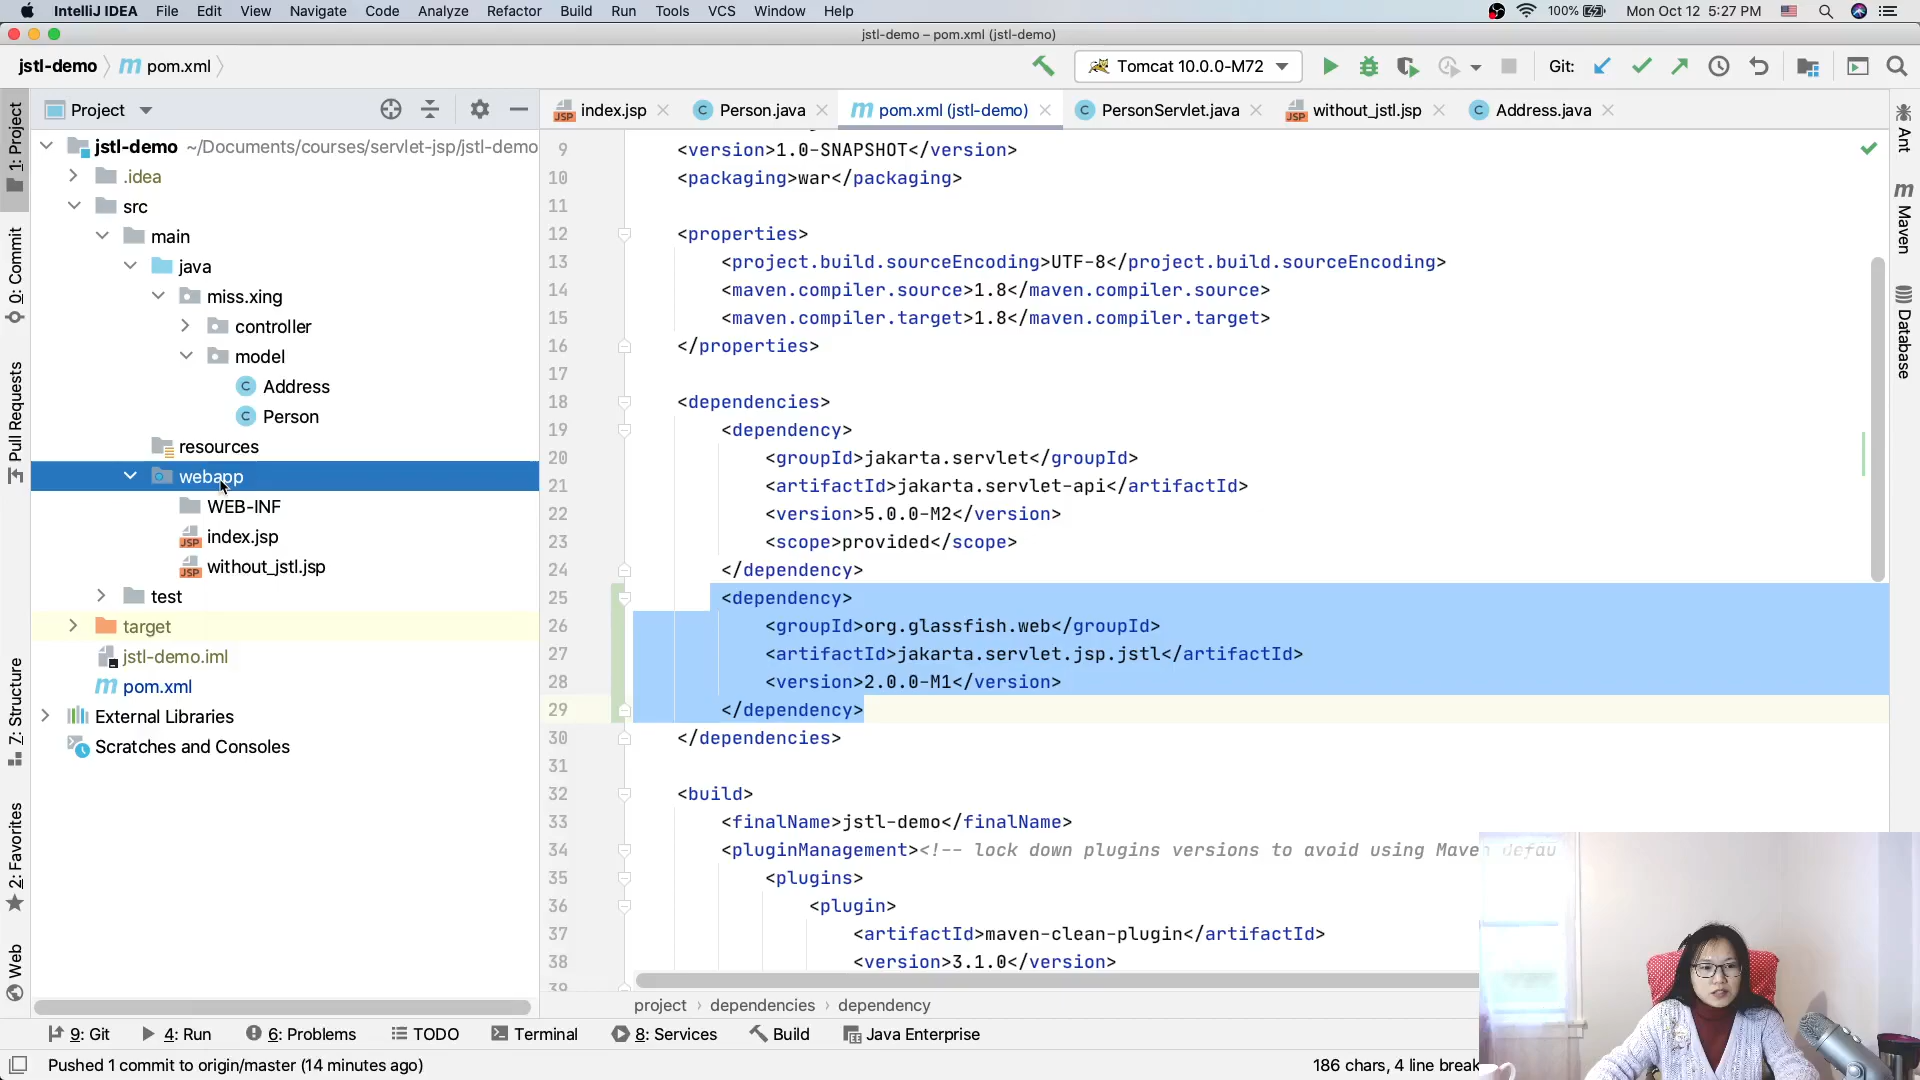 IntelliJ IDEA File Edit View Navigate Code Analyze Refactor Build Run Tools VCS Window Help 100% Mon Oct 12 5:27 PM
jstl-demo – pom.xml (jstl-demo)
jstl-demo pom.xml Tomcat 10.0.0-M72 Git:
Project index.jsp Person.java pom.xml (jstl-demo) PersonServlet.java without_jstl.jsp Address.java
1: Project
0: Commit
Pull Requests
Z: Structure
2: Favorites
Web
jstl-demo ~/Documents/courses/servlet-jsp/jstl-demo
.idea
src
main
java
miss.xing
controller
model
Address
Person
resources
webapp
WEB-INF
index.jsp
without_jstl.jsp
test
target
jstl-demo.iml
pom.xml
External Libraries
Scratches and Consoles
9 <version>1.0-SNAPSHOT</version>
10 <packaging>war</packaging>
11
12 <properties>
13 <project.build.sourceEncoding>UTF-8</project.build.sourceEncoding>
14 <maven.compiler.source>1.8</maven.compiler.source>
15 <maven.compiler.target>1.8</maven.compiler.target>
16 </properties>
17
18 <dependencies>
19 <dependency>
20 <groupId>jakarta.servlet</groupId>
21 <artifactId>jakarta.servlet-api</artifactId>
22 <version>5.0.0-M2</version>
23 <scope>provided</scope>
24 </dependency>
25 <dependency>
26 <groupId>org.glassfish.web</groupId>
27 <artifactId>jakarta.servlet.jsp.jstl</artifactId>
28 <version>2.0.0-M1</version>
29 </dependency>
30 </dependencies>
31
32 <build>
33 <finalName>jstl-demo</finalName>
34 <pluginManagement><!-- lock down plugins versions to avoid using Maven defau
35 <plugins>
36 <plugin>
37 <artifactId>maven-clean-plugin</artifactId>
38 <version>3.1.0</version>
39
Ant
Maven
Database
project › dependencies › dependency
9: Git 4: Run 6: Problems TODO Terminal 8: Services Build Java Enterprise
Pushed 1 commit to origin/master (14 minutes ago) 186 chars, 4 line break